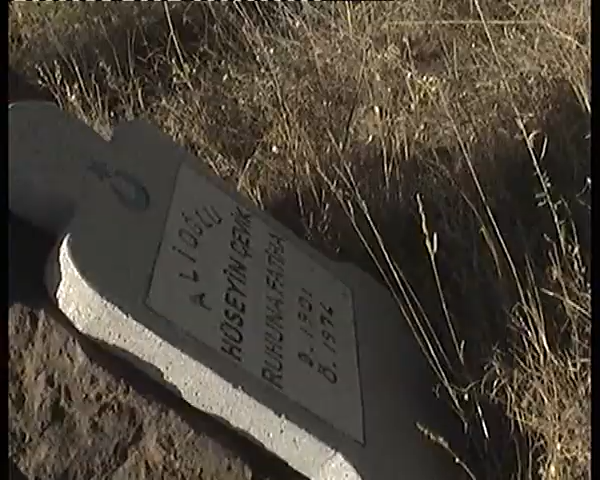 ALİOĞLU
HÜSEYİN ÇEVİK
RUHUNA FATİHA
D. 1901
Ö. 1974